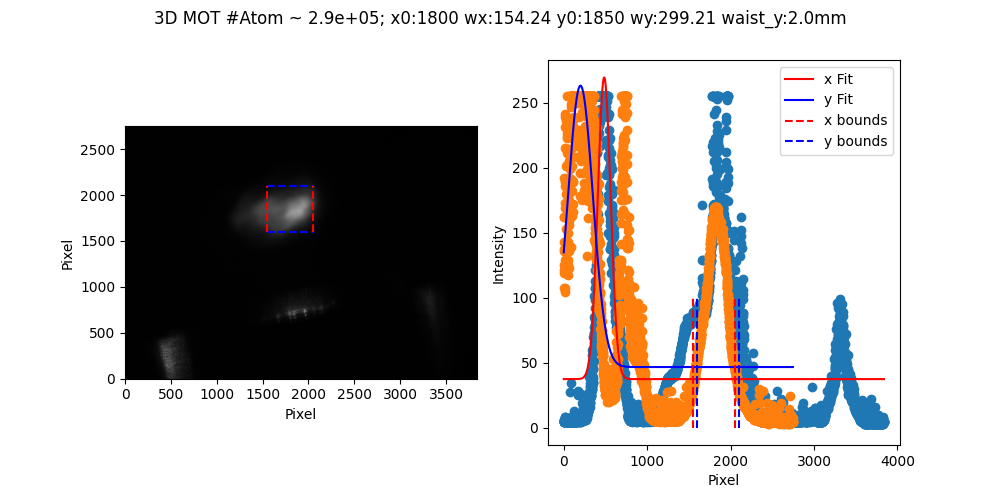 3D MOT #Atom ~ 2.9e+05; x0:1800 wx:154.24 y0:1850 wy:299.21 waist_y:2.0mm
2500
2000
1500
1000
500
0
Pixel
0 500 1000 1500 2000 2500 3000 3500
Pixel
250
200
150
100
50
0
Intensity
x Fit
y Fit
x bounds
y bounds
0 1000 2000 3000 4000
Pixel